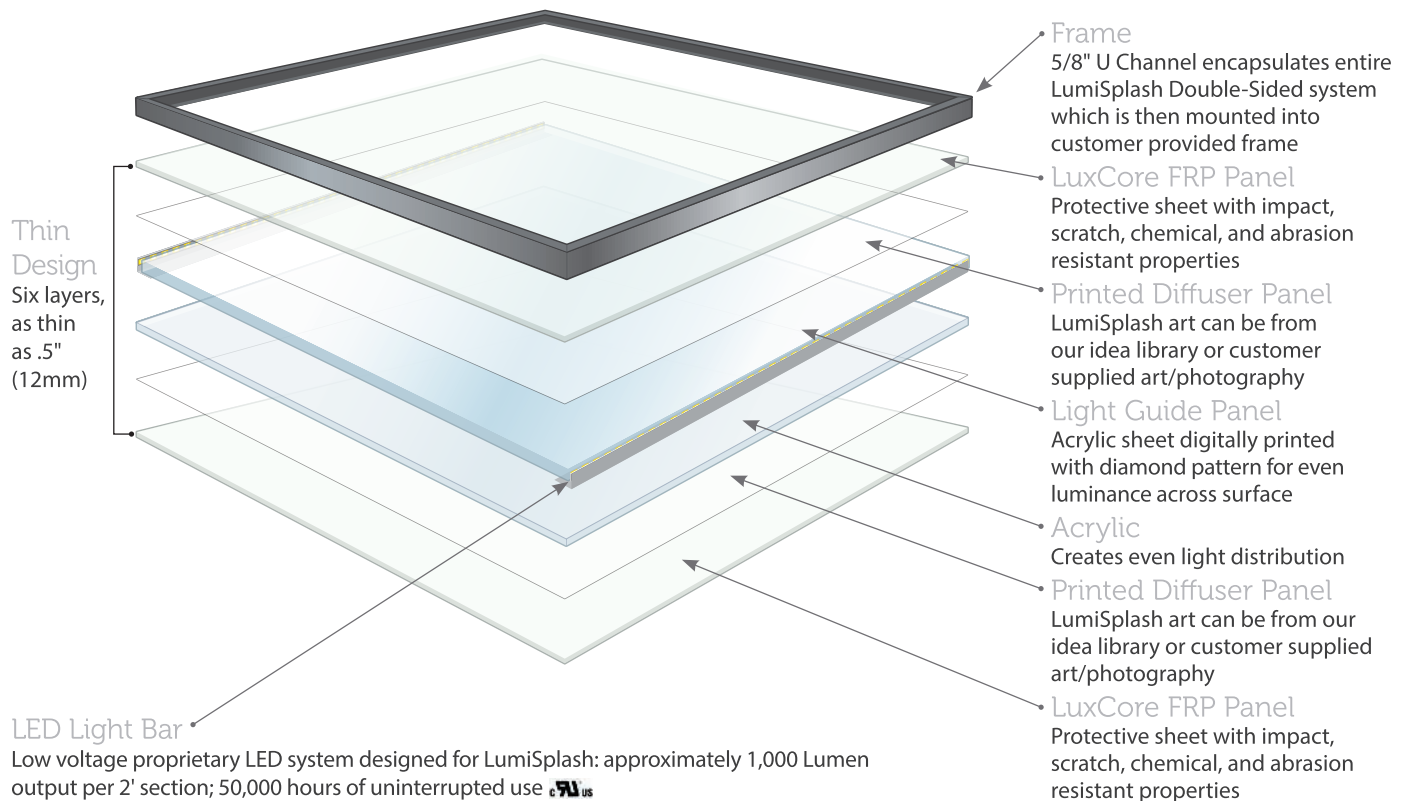 Frame
5/8" U Channel encapsulates entire
LumiSplash Double-Sided system
which is then mounted into
customer provided frame
LuxCore FRP Panel
Protective sheet with impact,
scratch, chemical, and abrasion
resistant properties
Printed Diffuser Panel
LumiSplash art can be from
our idea library or customer
supplied art/photography
Light Guide Panel
Acrylic sheet digitally printed
with diamond pattern for even
luminance across surface
Acrylic
Creates even light distribution
Printed Diffuser Panel
LumiSplash art can be from our
idea library or customer supplied
art/photography
LuxCore FRP Panel
Protective sheet with impact,
scratch, chemical, and abrasion
resistant properties
Thin
Design
Six layers,
as thin
as .5"
(12mm)
LED Light Bar
Low voltage proprietary LED system designed for LumiSplash: approximately 1,000 Lumen
output per 2' section; 50,000 hours of uninterrupted use c RU US